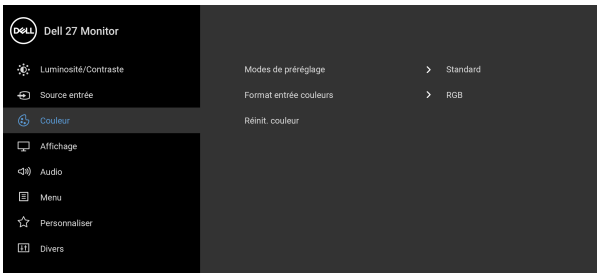 DELL Dell 27 Monitor
Luminosité/Contraste
Modes de préréglage
Standard
Source entrée
Format entrée couleurs
RGB
Couleur
Réinit. couleur
Affichage
Audio
Menu
Personnaliser
Divers